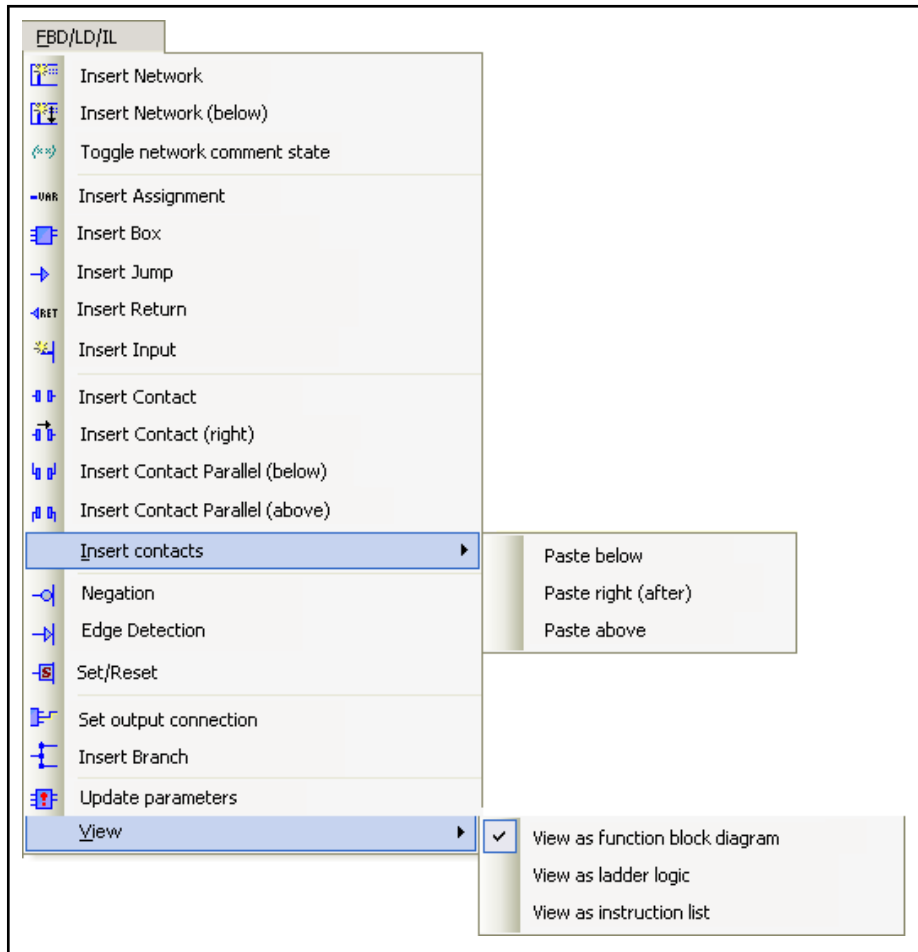 FBD/LD/IL
Insert Network
Insert Network (below)
Toggle network comment state
VAR Insert Assignment
Insert Box
Insert Jump
RET Insert Return
Insert Input
Insert Contact
Insert Contact (right)
Insert Contact Parallel (below)
Insert Contact Parallel (above)
Insert contacts
Paste below
Paste right (after)
Paste above
Negation
Edge Detection
S Set/Reset
Set output connection
Insert Branch
Update parameters
View
View as function block diagram
View as ladder logic
View as instruction list